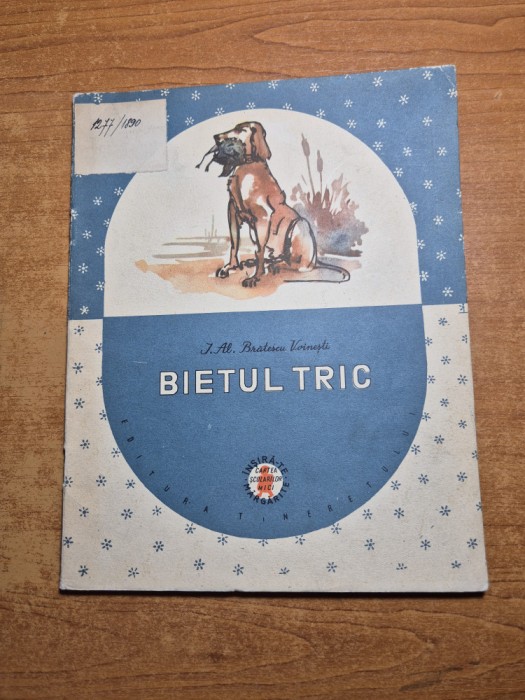 1277/1890
I. Al. Brătescu Voinești
BIETUL TRIC
EDITURA TINERETULUI
ÎNȘIRĂ-TE
CARTEA
ȘCOLARILOR
MICI
MĂRGĂRITE